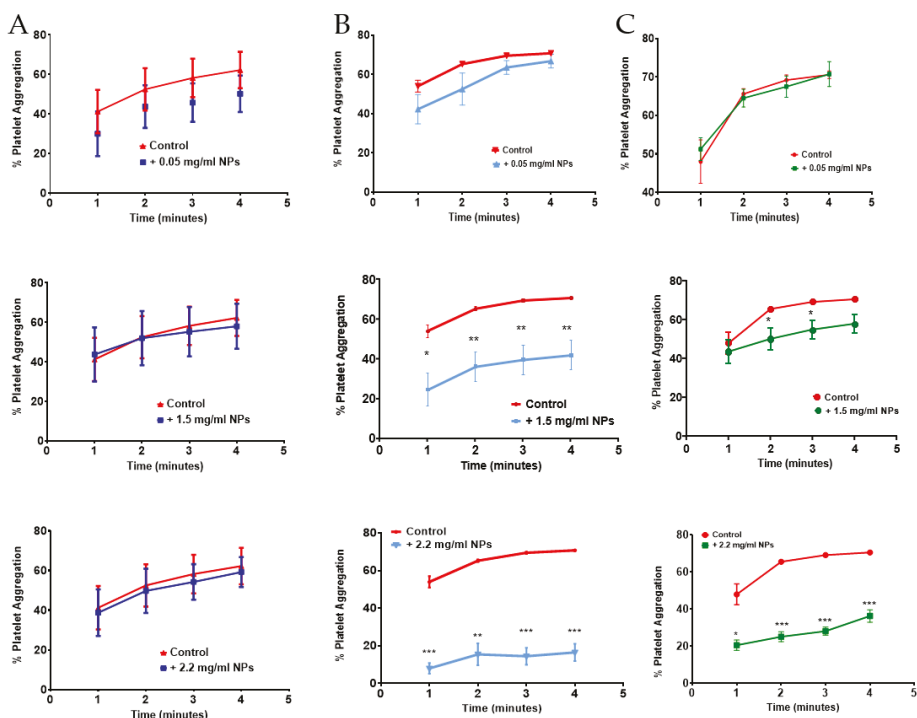 A
80
60
40
20
0
% Platelet Aggregation
Control
+ 0.05 mg/ml NPs
0 1 2 3 4 5
Time (minutes)
B
80
60
40
20
0
% Platelet Aggregation
Control
+ 0.05 mg/ml NPs
0 1 2 3 4 5
Time (minutes)
C
80
70
60
50
40
% Platelet Aggregation
Control
+ 0.05 mg/ml NPs
0 1 2 3 4 5
Time (minutes)
80
60
40
20
0
% Platelet Aggregation
Control
+ 1.5 mg/ml NPs
0 1 2 3 4 5
Time (minutes)
80
60
40
20
0
% Platelet Aggregation
* ** ** **
Control
+ 1.5 mg/ml NPs
0 1 2 3 4 5
Time (minutes)
80
60
40
20
0
% Platelet Aggregation
* *
Control
+ 1.5 mg/ml NPs
0 1 2 3 4 5
Time (minutes)
80
60
40
20
0
% Platelet Aggregation
Control
+ 2.2 mg/ml NPs
0 1 2 3 4 5
Time (minutes)
80
60
40
20
0
% Platelet Aggregation
Control
+ 2.2 mg/ml NPs
*** ** *** ***
0 1 2 3 4 5
Time (minutes)
80
60
40
20
0
% Platelet Aggregation
Control
+ 2.2 mg/ml NPs
* *** *** ***
0 1 2 3 4 5
Time (minutes)